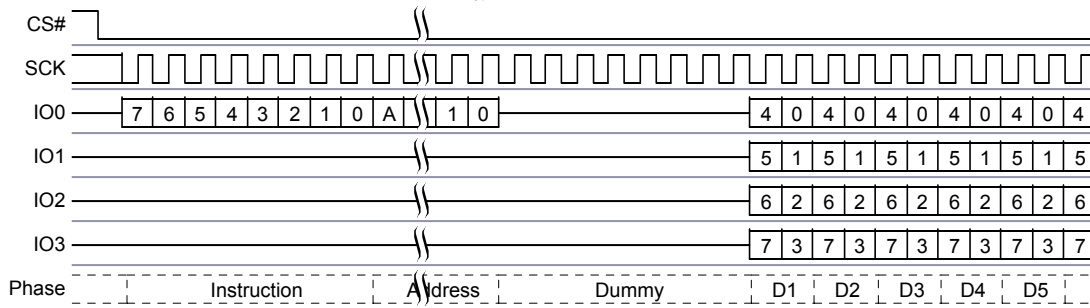 CS#
SCK
IO0 7 6 5 4 3 2 1 0 A 1 0 4 0 4 0 4 0 4 0 4 0 4
IO1 5 1 5 1 5 1 5 1 5 1 5
IO2 6 2 6 2 6 2 6 2 6 2 6
IO3 7 3 7 3 7 3 7 3 7 3 7
Phase Instruction Address Dummy D1 D2 D3 D4 D5